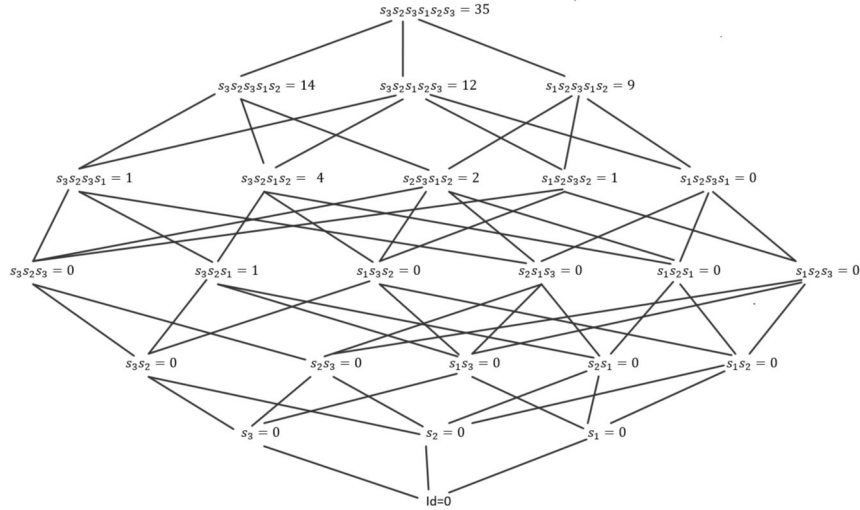 s₃s₂s₃s₁s₂s₃ = 35
s₃s₂s₃s₁s₂ = 14 s₃s₂s₁s₂s₃ = 12 s₁s₂s₃s₁s₂ = 9
s₃s₂s₃s₁ = 1 s₃s₂s₁s₂ = 4 s₂s₃s₁s₂ = 2 s₁s₂s₃s₂ = 1 s₁s₂s₃s₁ = 0
s₃s₂s₃ = 0 s₃s₂s₁ = 1 s₁s₃s₂ = 0 s₂s₁s₃ = 0 s₁s₂s₁ = 0 s₁s₂s₃ = 0
s₃s₂ = 0 s₂s₃ = 0 s₁s₃ = 0 s₂s₁ = 0 s₁s₂ = 0
s₃ = 0 s₂ = 0 s₁ = 0
Id=0